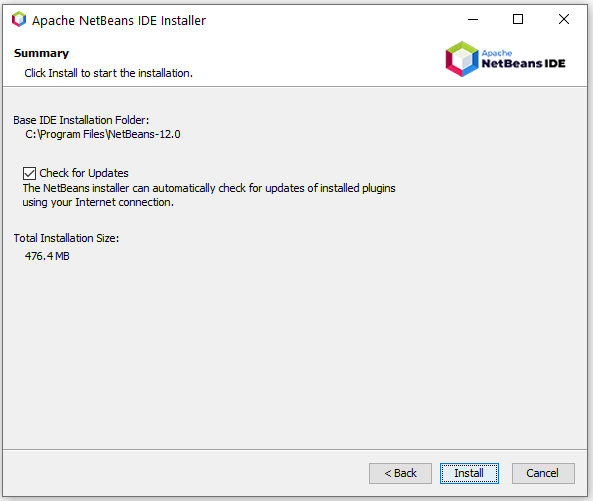 Apache NetBeans IDE Installer
Summary
Click Install to start the installation.
Apache
NetBeans IDE
Base IDE Installation Folder:
C:\Program Files\NetBeans-12.0
Check for Updates
The NetBeans installer can automatically check for updates of installed plugins
using your Internet connection.
Total Installation Size:
476.4 MB
< Back
Install
Cancel